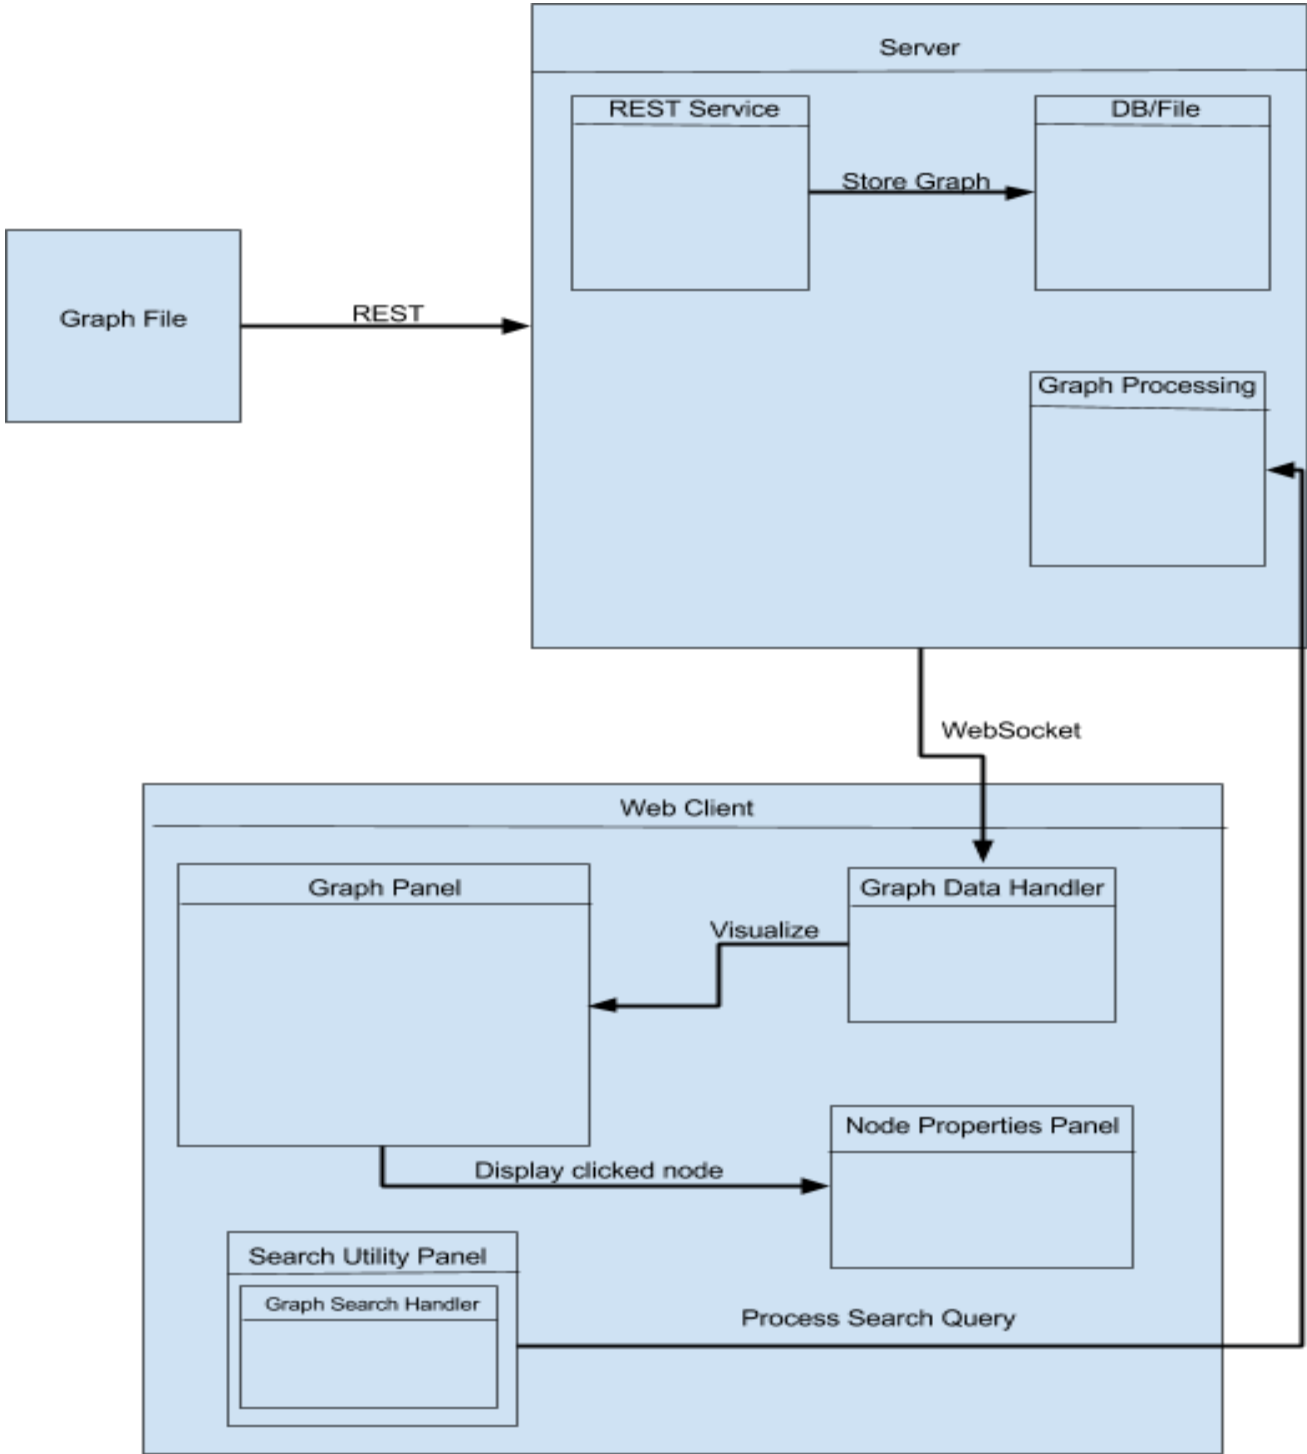 Server
REST Service
DB/File
Store Graph
Graph File
REST
Graph Processing
WebSocket
Web Client
Graph Panel
Graph Data Handler
Visualize
Node Properties Panel
Display clicked node
Search Utility Panel
Graph Search Handler
Process Search Query